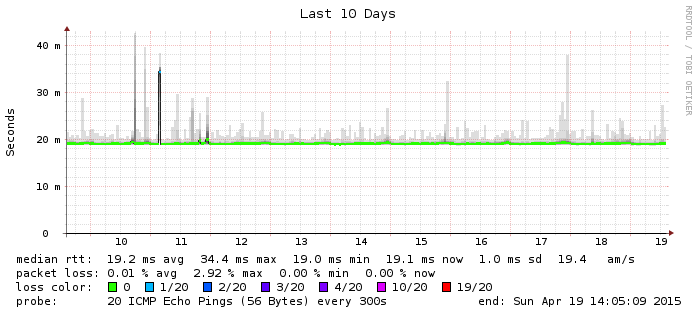 Last 10 Days
RRDTOOL / TOBI OETIKER
Seconds
40 m
30 m
20 m
10 m
0
10 11 12 13 14 15 16 17 18 19
median rtt: 19.2 ms avg 34.4 ms max 19.0 ms min 19.1 ms now 1.0 ms sd 19.4 am/s
packet loss: 0.01 % avg 2.92 % max 0.00 % min 0.00 % now
loss color: 0 1/20 2/20 3/20 4/20 10/20 19/20
probe: 20 ICMP Echo Pings (56 Bytes) every 300s end: Sun Apr 19 14:05:09 2015